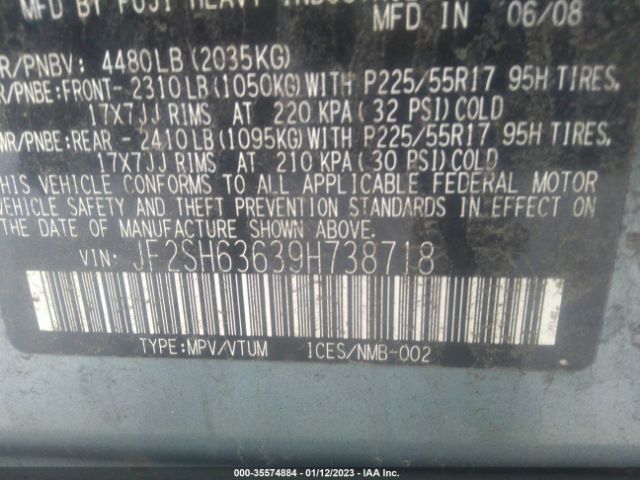 MFD BY FUJI HEAVY
MFD IN 06/08
R/PNBV: 4480LB (2035KG)
R/PNBE:FRONT- 2310LB(1050KG)WITH P225/55R17 95H TIRES,
17X7JJ RIMS AT 220 KPA (32 PSI)COLD
WR/PNBE:REAR - 2410LB(1095KG)WITH P225/55R17 95H TIRES,
17X7JJ RIMS AT 210 KPA(30 PSI)COLD
THIS VEHICLE CONFORMS TO ALL APPLICABLE FEDERAL MOTOR
VEHICLE SAFETY AND THEFT PREVENTION STANDARDS IN EFFECT ON
THE DATE OF MANUFACTURE SHOWN ABOVE.
VIN: JF2SH63639H738718
TYPE:MPV/VTUM 1CES/NMB-002
© 35574884 - 01/12/2023 - IAA Inc.